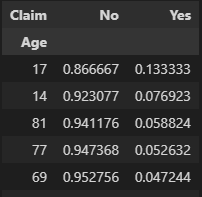 Claim No Yes
Age
17 0.866667 0.133333
14 0.923077 0.076923
81 0.941176 0.058824
77 0.947368 0.052632
69 0.952756 0.047244